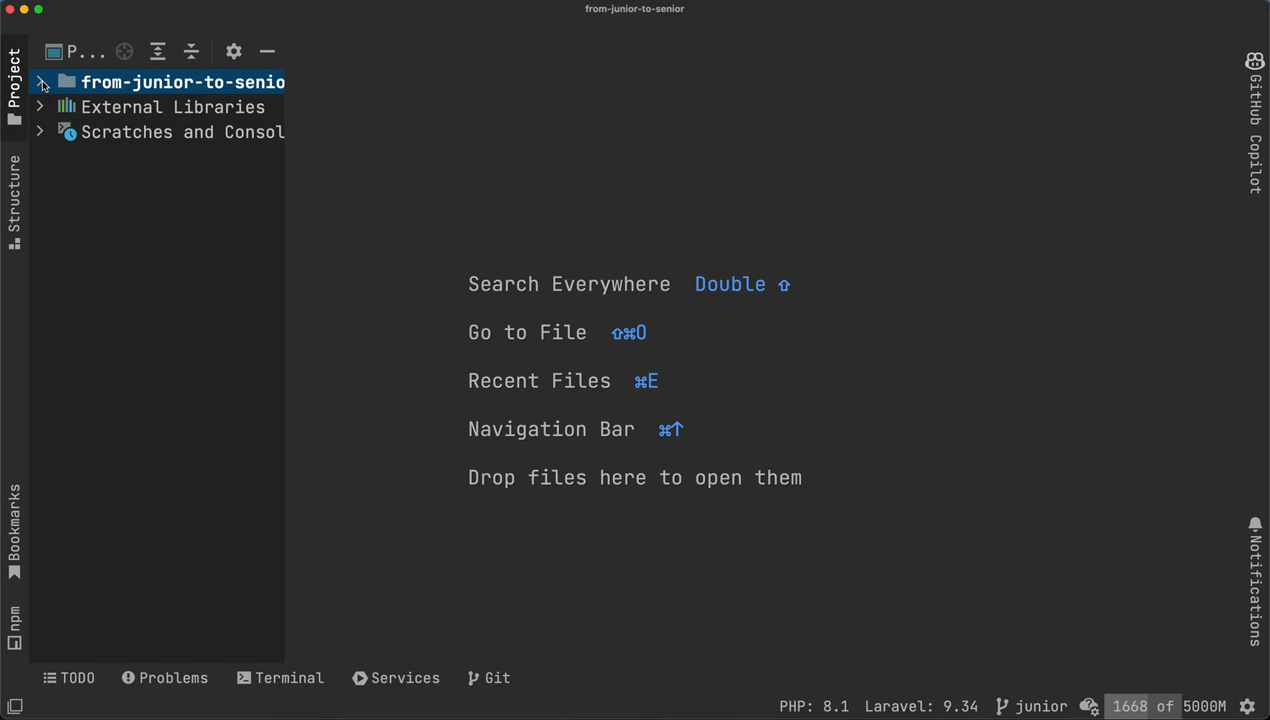 from-junior-to-senior
P...
Project
from-junior-to-senio
External Libraries
Scratches and Consol
Structure
Bookmarks
npm
Search Everywhere Double ⇧
Go to File ⇧⌘O
Recent Files ⌘E
Navigation Bar ⌘↑
Drop files here to open them
GitHub Copilot
Notifications
TODO Problems Terminal Services Git
PHP: 8.1 Laravel: 9.34 junior 1668 of 5000M